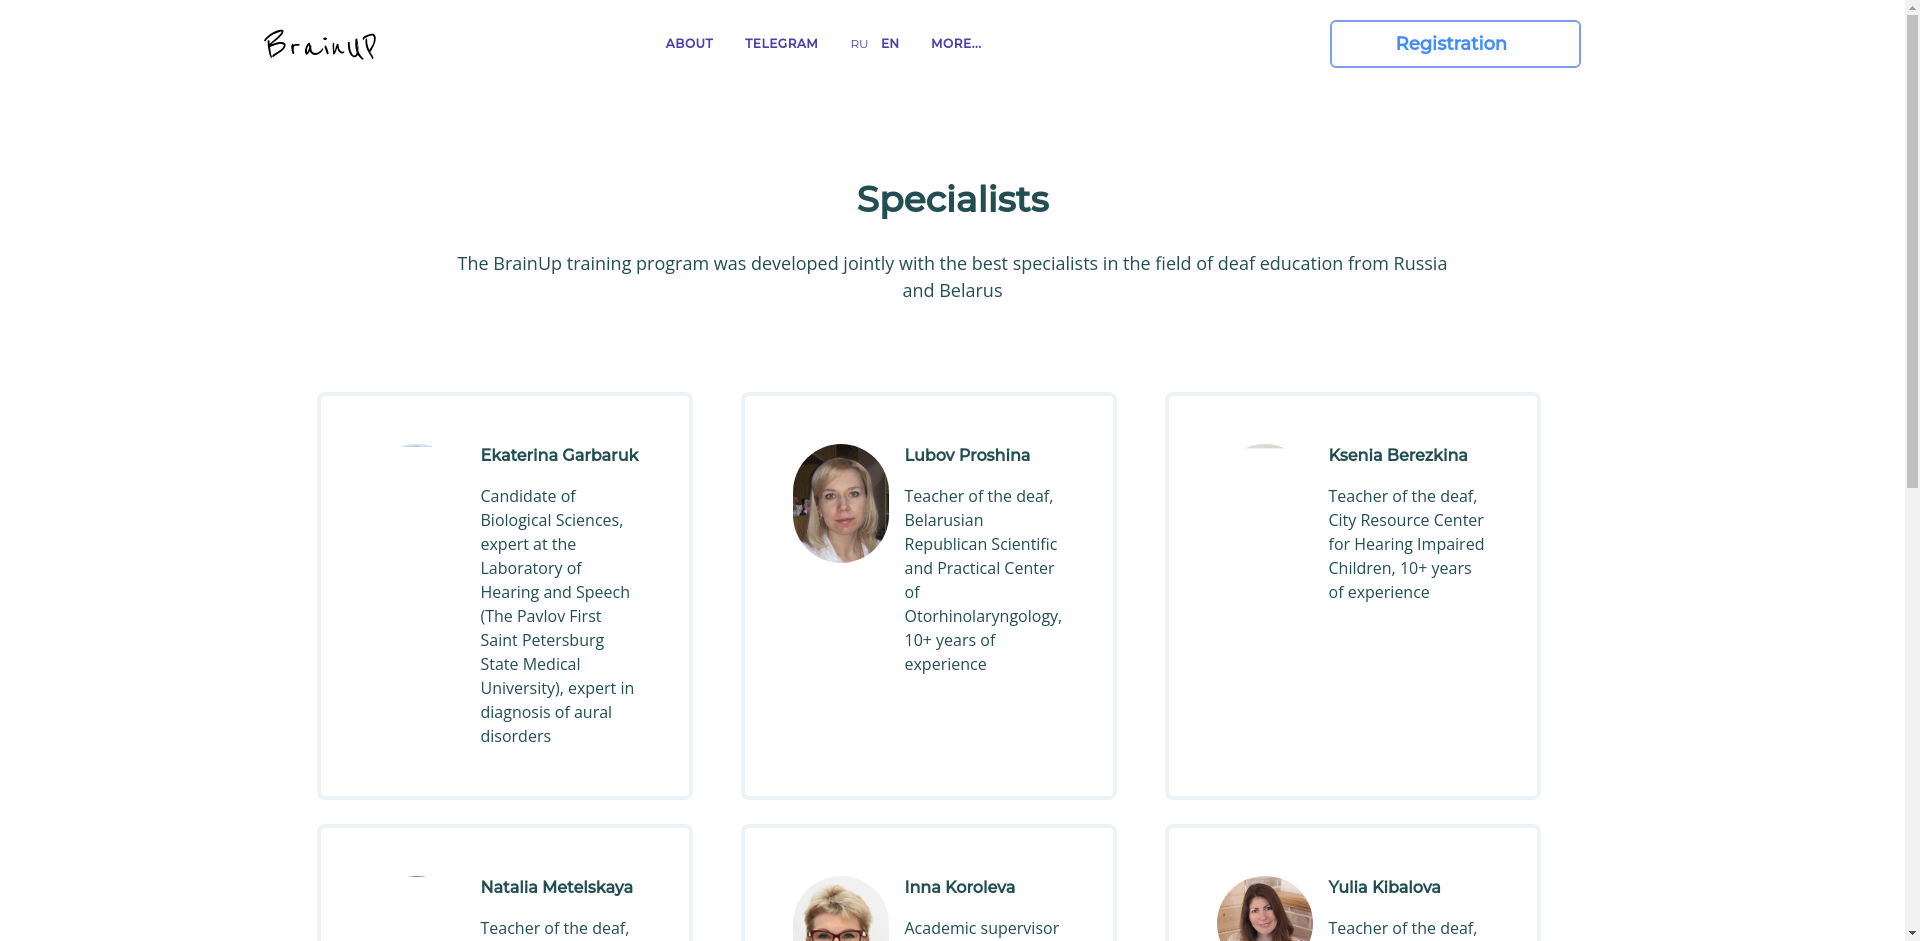 BrainUP
ABOUT TELEGRAM RU EN MORE...
Registration
Specialists
The BrainUp training program was developed jointly with the best specialists in the field of deaf education from Russia
and Belarus
Ekaterina Garbaruk
Candidate of
Biological Sciences,
expert at the
Laboratory of
Hearing and Speech
(The Pavlov First
Saint Petersburg
State Medical
University), expert in
diagnosis of aural
disorders
Lubov Proshina
Teacher of the deaf,
Belarusian
Republican Scientific
and Practical Center
of
Otorhinolaryngology,
10+ years of
experience
Ksenia Berezkina
Teacher of the deaf,
City Resource Center
for Hearing Impaired
Children, 10+ years
of experience
Natalia Metelskaya
Teacher of the deaf,
Inna Koroleva
Academic supervisor
Yulia Kibalova
Teacher of the deaf,